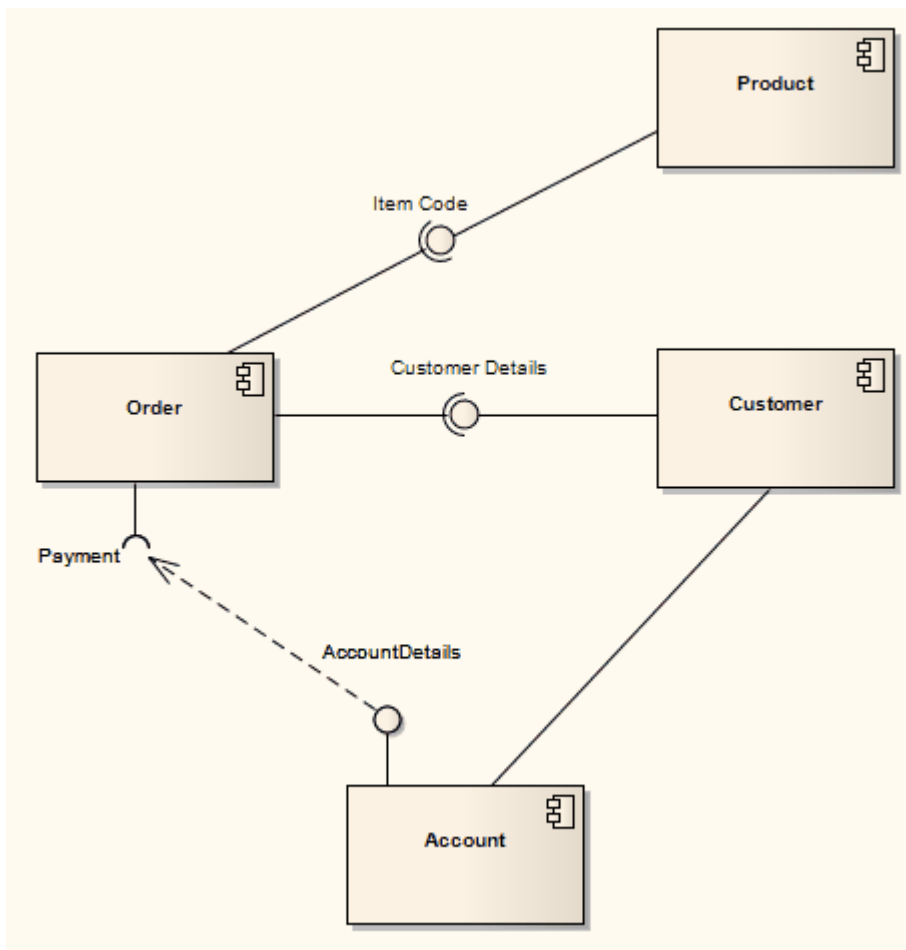 Product
Item Code
Customer Details
Order
Customer
Payment
AccountDetails
Account